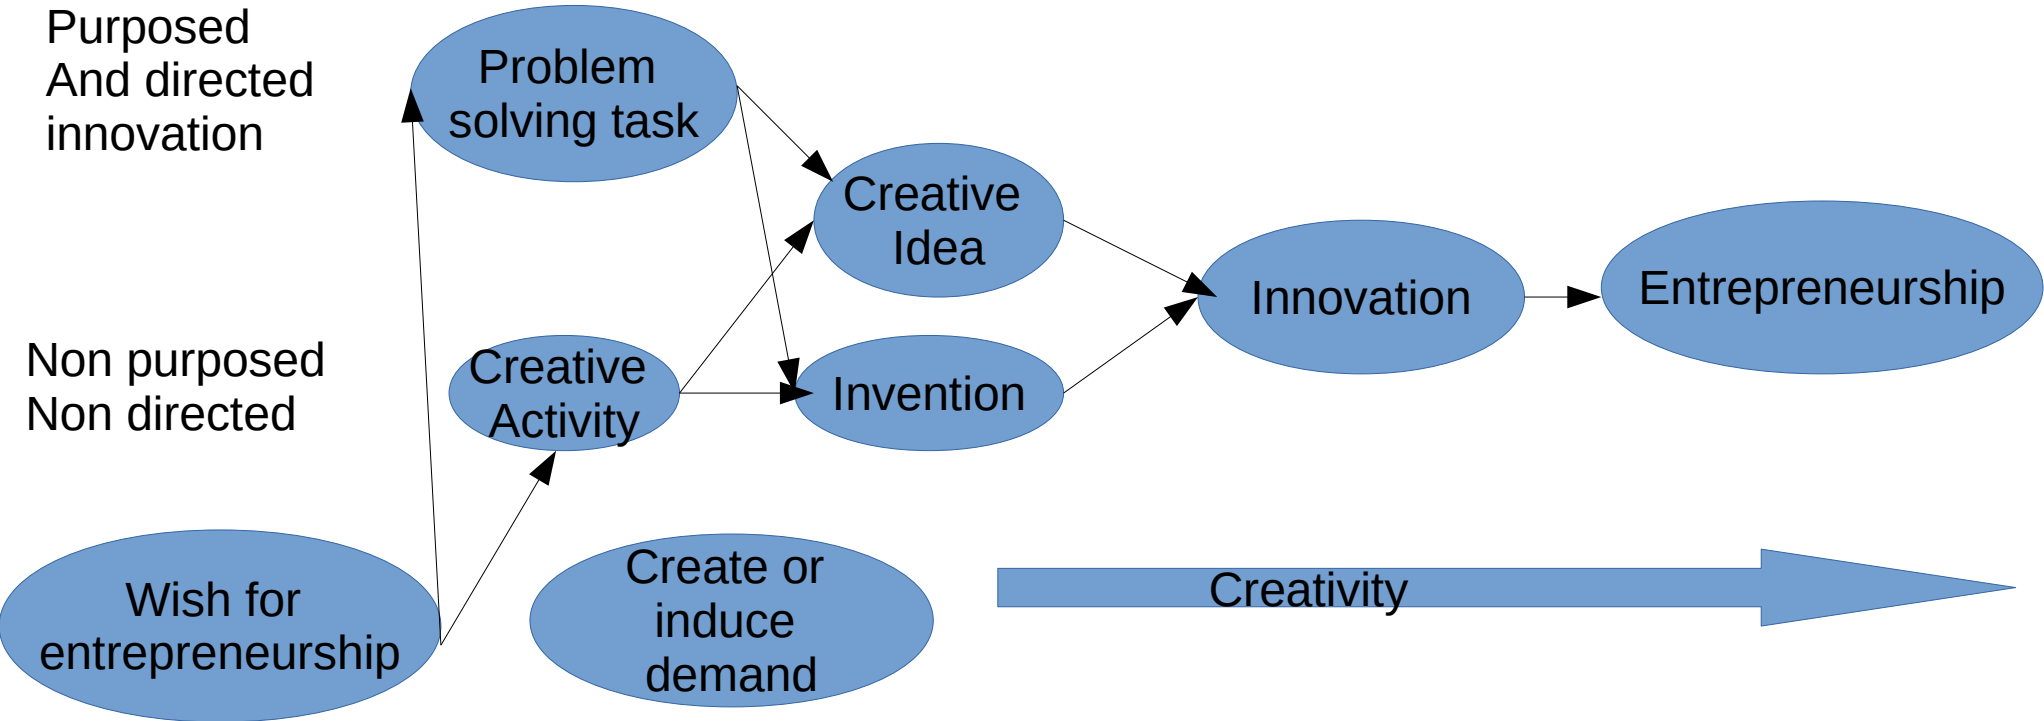 Purposed
And directed
innovation
Problem
solving task
Creative
Idea
Innovation
Entrepreneurship
Non purposed
Non directed
Creative
Activity
Invention
Wish for
entrepreneurship
Create or
induce
demand
Creativity